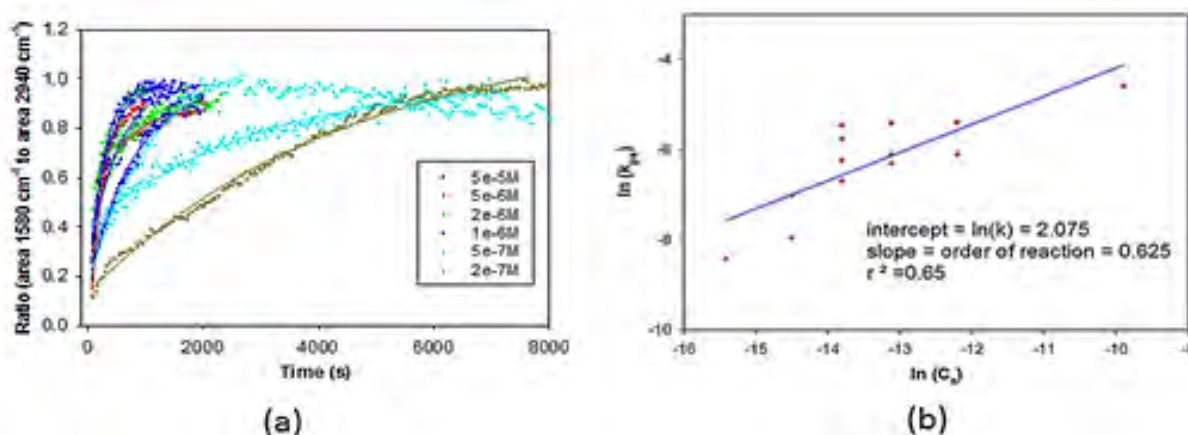 Ratio (area 1580 cm⁻¹ to area 2940 cm⁻¹)
1.2
1.0
0.8
0.6
0.4
0.2
0.0
5e-5M
5e-6M
2e-6M
1e-6M
5e-7M
2e-7M
0 2000 4000 6000 8000
Time (s)
(a)
-4
-6
-8
-10
intercept = ln(k) = 2.075
slope = order of reaction = 0.625
r ² =0.65
-16 -15 -14 -13 -12 -11 -10 -9
(b)